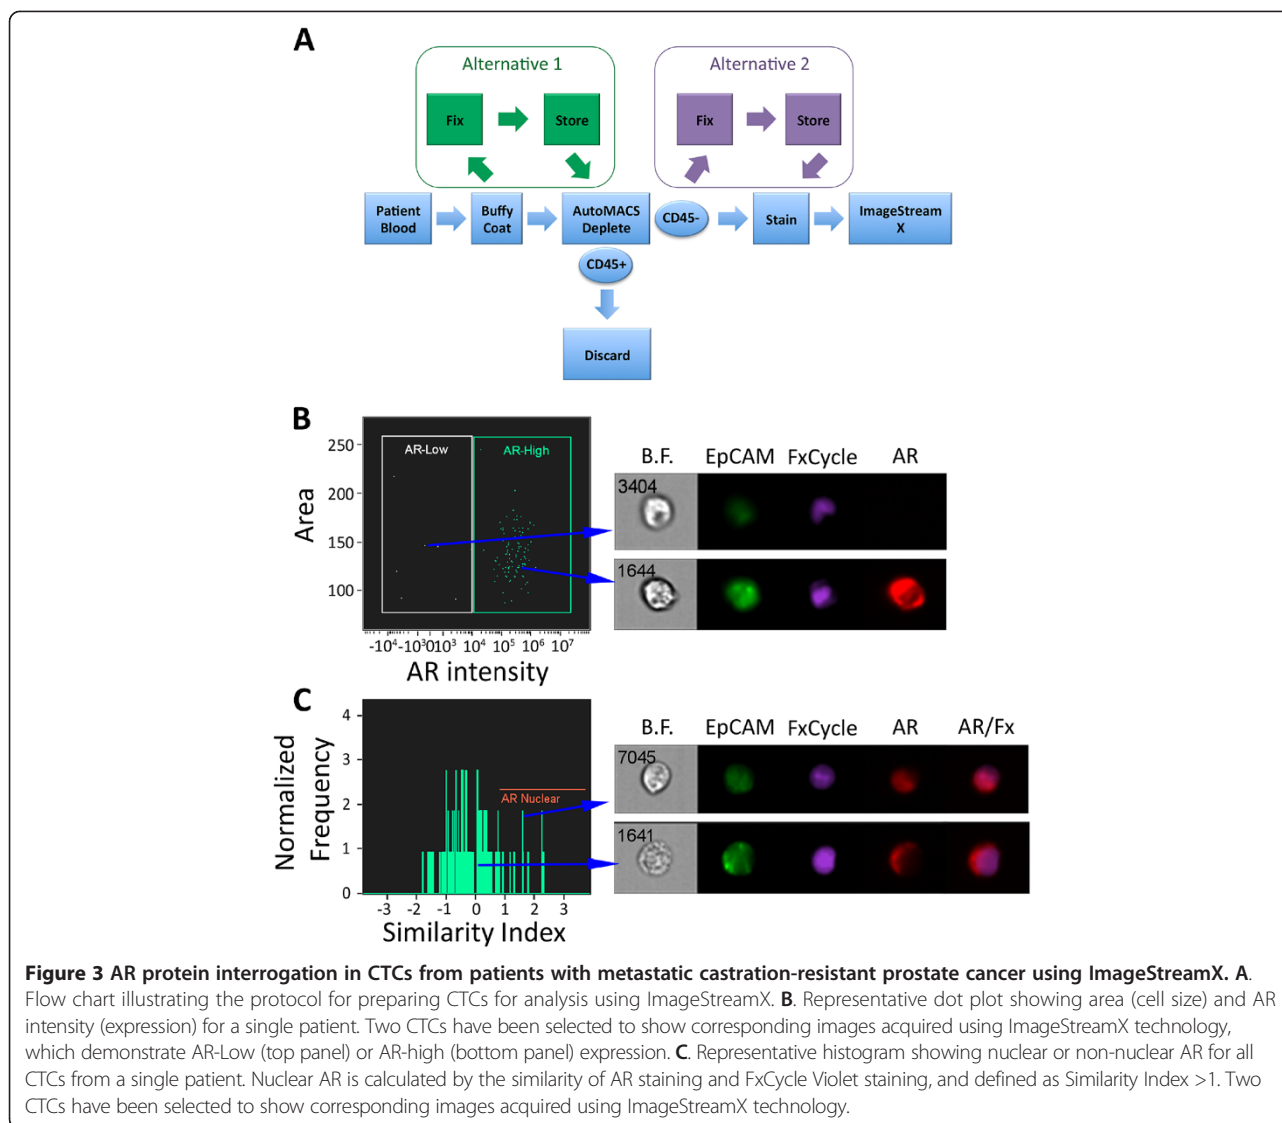 A
Alternative 1
Alternative 2
Fix
Store
Fix
Store
Patient Blood
Buffy Coat
AutoMACS Deplete
CD45-
Stain
ImageStream X
CD45+
Discard
B
Area
250
200
150
100
AR-Low
AR-High
-10⁴ -10³ 0 10³ 10⁴ 10⁵ 10⁶ 10⁷
AR intensity
B.F. EpCAM FxCycle AR
3404
1644
C
Normalized Frequency
4
3
2
1
0
AR Nuclear
-3 -2 -1 0 1 2 3
Similarity Index
B.F. EpCAM FxCycle AR AR/Fx
7045
1641
Figure 3 AR protein interrogation in CTCs from patients with metastatic castration-resistant prostate cancer using ImageStreamX. A.
Flow chart illustrating the protocol for preparing CTCs for analysis using ImageStreamX. B. Representative dot plot showing area (cell size) and AR
intensity (expression) for a single patient. Two CTCs have been selected to show corresponding images acquired using ImageStreamX technology,
which demonstrate AR-Low (top panel) or AR-high (bottom panel) expression. C. Representative histogram showing nuclear or non-nuclear AR for all
CTCs from a single patient. Nuclear AR is calculated by the similarity of AR staining and FxCycle Violet staining, and defined as Similarity Index >1. Two
CTCs have been selected to show corresponding images acquired using ImageStreamX technology.